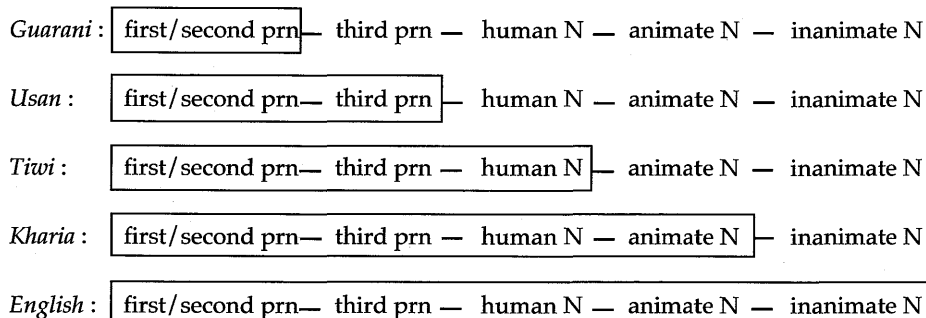 Guarani : first/second prn— third prn — human N — animate N — inanimate N
Usan : first/second prn— third prn — human N — animate N — inanimate N
Tiwi : first/second prn— third prn — human N — animate N — inanimate N
Kharia : first/second prn— third prn — human N — animate N — inanimate N
English : first/second prn— third prn — human N — animate N — inanimate N